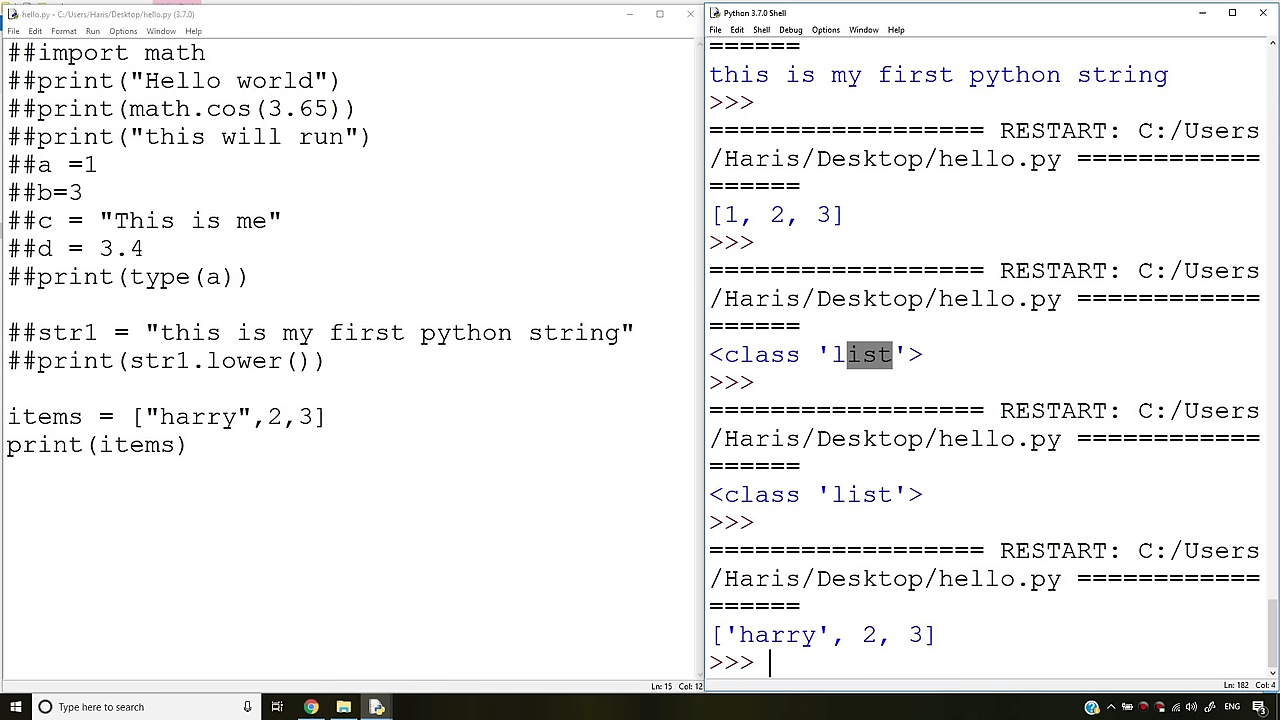 hello.py - C:/Users/Haris/Desktop/hello.py (3.7.0)
File Edit Format Run Options Window Help
##import math
##print("Hello world")
##print(math.cos(3.65))
##print("this will run")
##a =1
##b=3
##c = "This is me"
##d = 3.4
##print(type(a))
##str1 = "this is my first python string"
##print(str1.lower())
items = ["harry",2,3]
print(items)
Ln: 15 Col: 12
Python 3.7.0 Shell
File Edit Shell Debug Options Window Help
======
this is my first python string
>>>
================== RESTART: C:/Users
/Haris/Desktop/hello.py ============
======
[1, 2, 3]
>>>
================== RESTART: C:/Users
/Haris/Desktop/hello.py ============
======
<class 'list'>
>>>
================== RESTART: C:/Users
/Haris/Desktop/hello.py ============
======
<class 'list'>
>>>
================== RESTART: C:/Users
/Haris/Desktop/hello.py ============
======
['harry', 2, 3]
>>>
Ln: 182 Col: 4
Type here to search